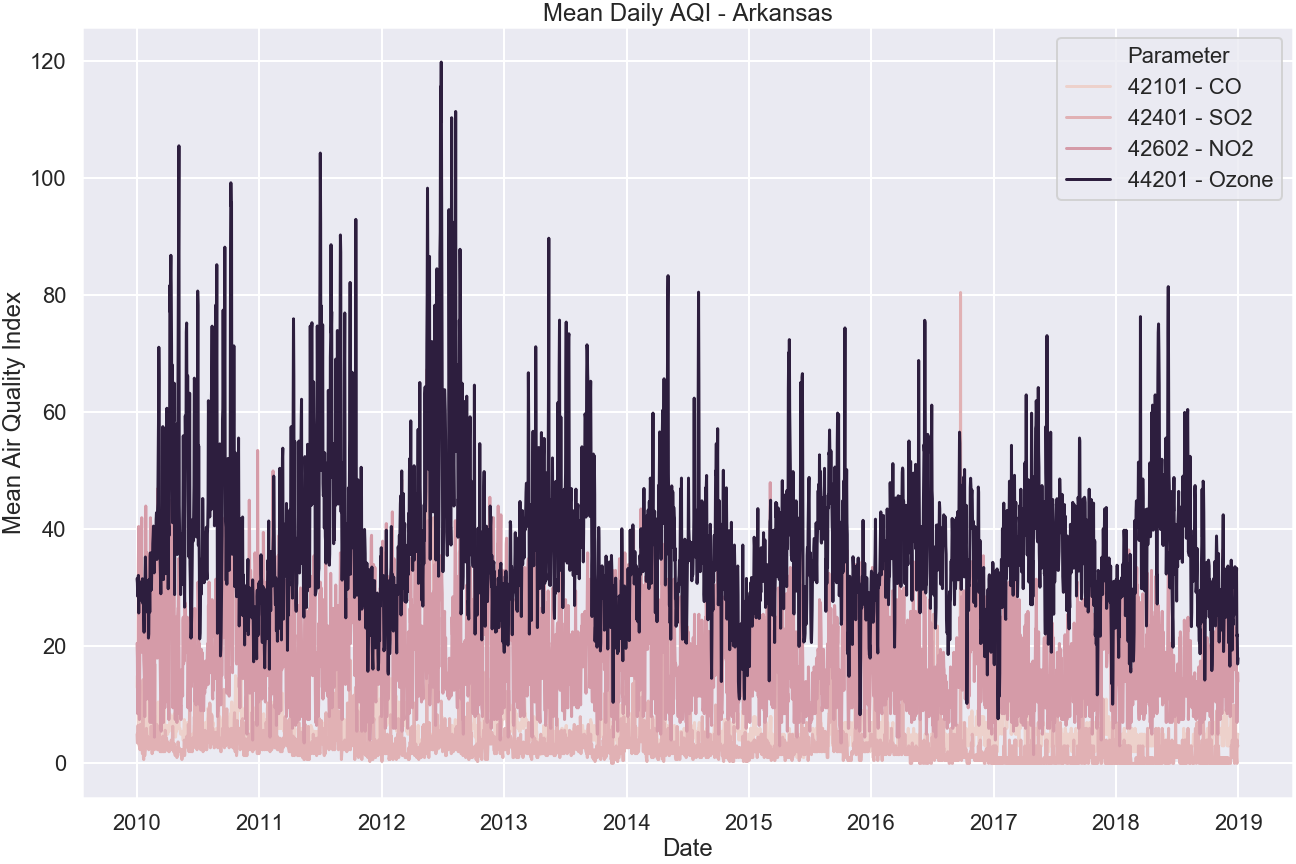 Mean Daily AQI - Arkansas
Parameter
42101 - CO
42401 - SO2
42602 - NO2
44201 - Ozone
Mean Air Quality Index
120
100
80
60
40
20
0
2010 2011 2012 2013 2014 2015 2016 2017 2018 2019
Date